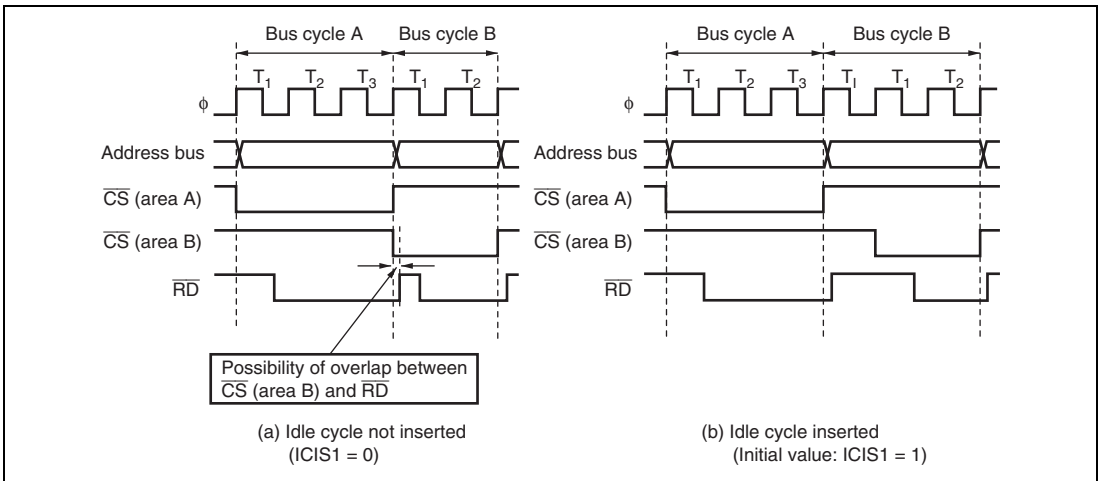 Bus cycle A Bus cycle B
T1 T2 T3 T1 T2
φ
Address bus
CS (area A)
CS (area B)
RD
Possibility of overlap between
CS (area B) and RD
(a) Idle cycle not inserted
(ICIS1 = 0)
Bus cycle A Bus cycle B
T1 T2 T3 TI T1 T2
φ
Address bus
CS (area A)
CS (area B)
RD
(b) Idle cycle inserted
(Initial value: ICIS1 = 1)